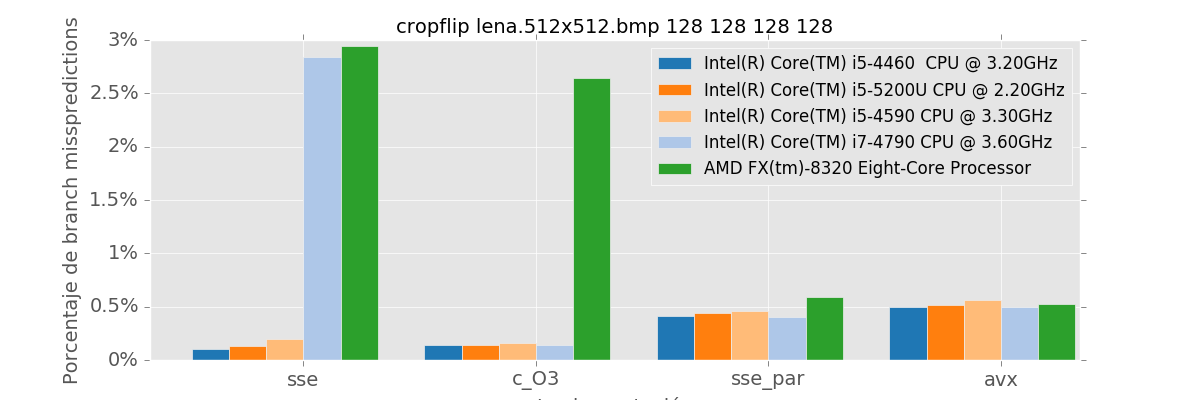 cropflip lena.512x512.bmp 128 128 128 128
Porcentaje de branch misspredictions
3%
2.5%
2%
1.5%
1%
0.5%
0%
Intel(R) Core(TM) i5-4460  CPU @ 3.20GHz
Intel(R) Core(TM) i5-5200U CPU @ 2.20GHz
Intel(R) Core(TM) i5-4590 CPU @ 3.30GHz
Intel(R) Core(TM) i7-4790 CPU @ 3.60GHz
AMD FX(tm)-8320 Eight-Core Processor
sse
c_O3
sse_par
avx